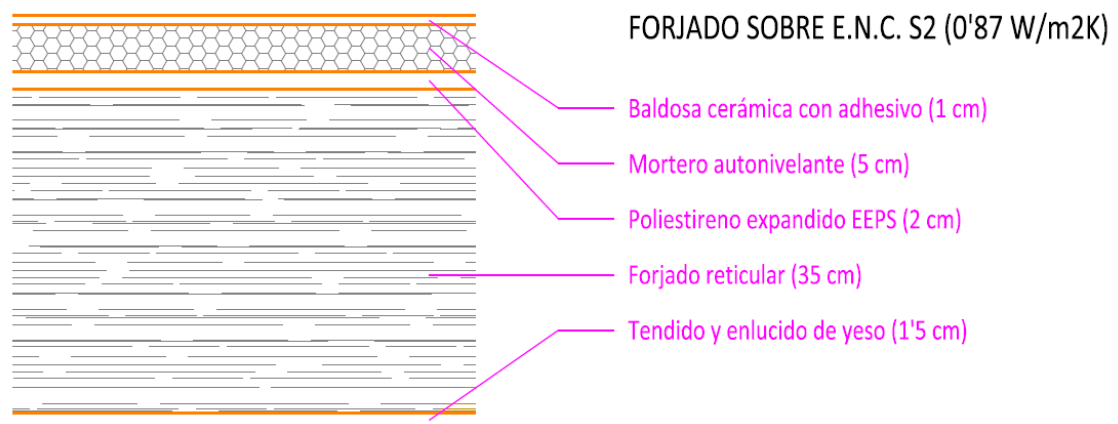 FORJADO SOBRE E.N.C. S2 (0'87 W/m2K)
Baldosa cerámica con adhesivo (1 cm)
Mortero autonivelante (5 cm)
Poliestireno expandido EEPS (2 cm)
Forjado reticular (35 cm)
Tendido y enlucido de yeso (1'5 cm)